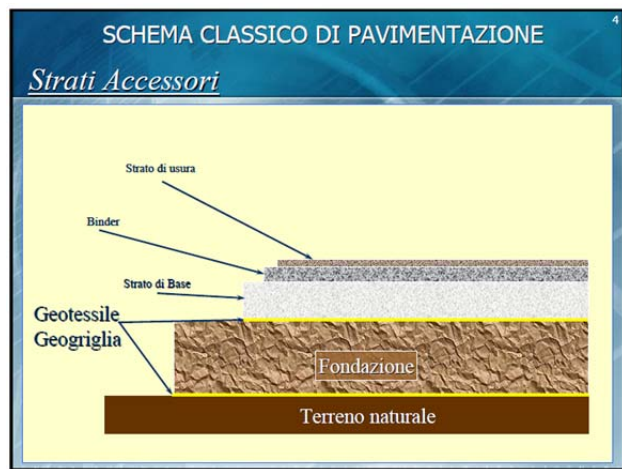 SCHEMA CLASSICO DI PAVIMENTAZIONE
4
Strati Accessori
Strato di usura
Binder
Strato di Base
Geotessile
Geogriglia
Fondazione
Terreno naturale